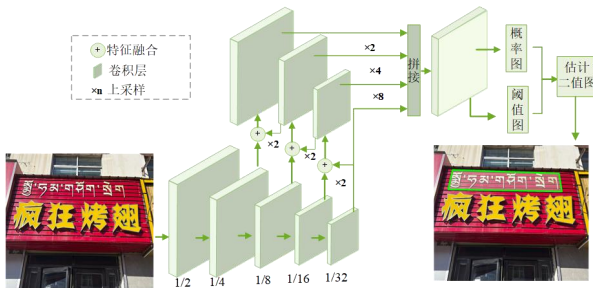 特征融合
卷积层
×n 上采样
×2
×4
×8
拼接
概率图
阈值图
估计
二值图
×2
×2
×2
疯狂烤翅
1/2
1/4
1/8
1/16
1/32
疯狂烤翅